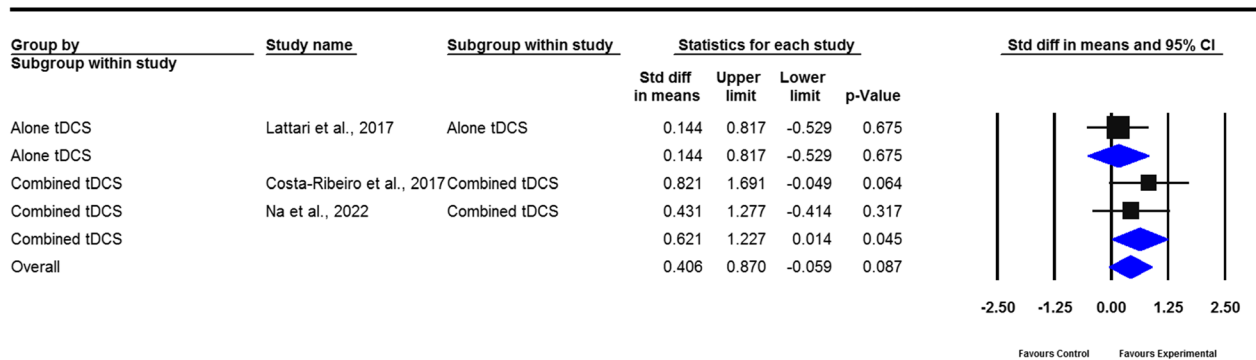 Group by Study name Subgroup within study Statistics for each study Std diff in means and 95% CI
Subgroup within study
Std diff Upper Lower
in means limit limit p-Value
Alone tDCS Lattari et al., 2017 Alone tDCS 0.144 0.817 -0.529 0.675
Alone tDCS 0.144 0.817 -0.529 0.675
Combined tDCS Costa-Ribeiro et al., 2017 Combined tDCS 0.821 1.691 -0.049 0.064
Combined tDCS Na et al., 2022 Combined tDCS 0.431 1.277 -0.414 0.317
Combined tDCS 0.621 1.227 0.014 0.045
Overall 0.406 0.870 -0.059 0.087
-2.50 -1.25 0.00 1.25 2.50
Favours Control Favours Experimental